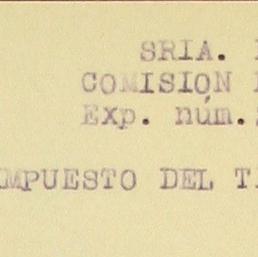 SRIA.
COMISION
Exp. núm.
IMPUESTO DEL